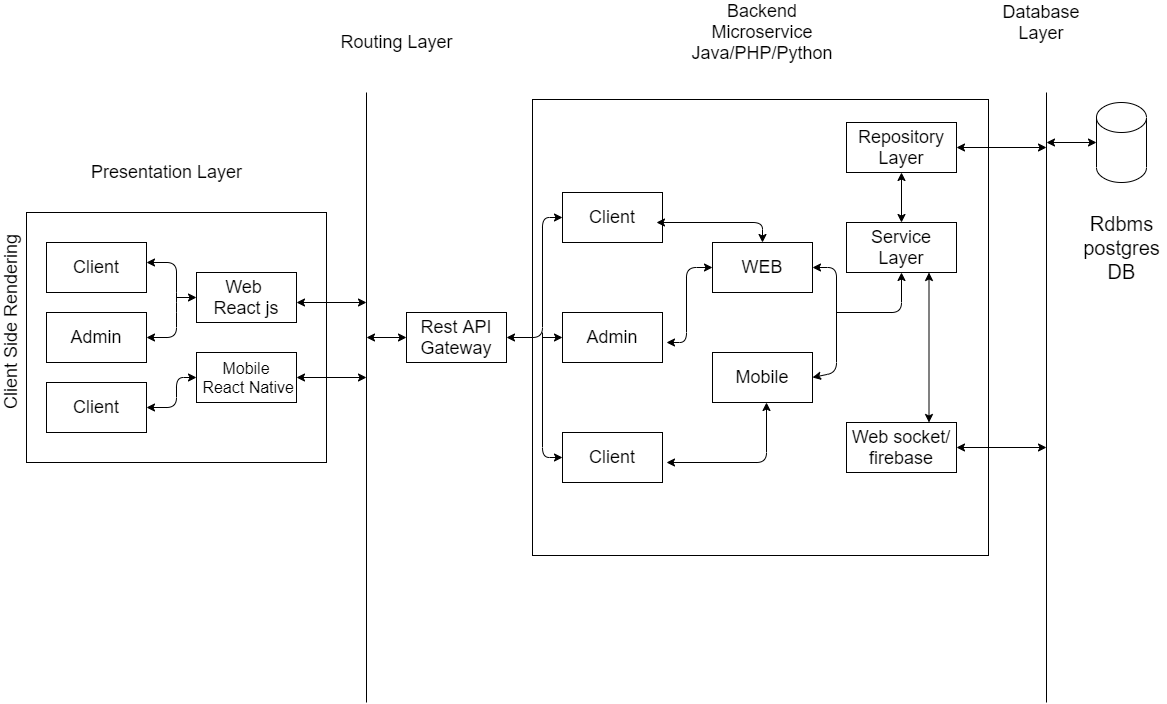 Backend
Microservice
Java/PHP/Python
Database
Layer
Routing Layer
Presentation Layer
Client Side Rendering
Client
Admin
Client
Web
React js
Mobile
React Native
Rest API
Gateway
Client
Admin
Client
WEB
Mobile
Repository
Layer
Service
Layer
Web socket/
firebase
Rdbms
postgres
DB